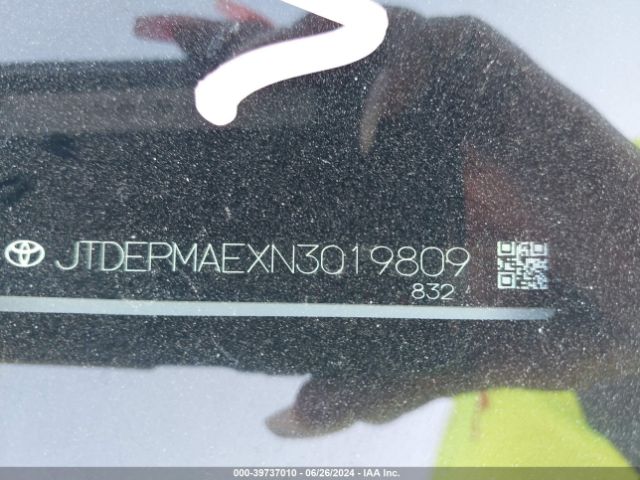 JTDEPMAEXN3019809
832
000-39737010 - 06/26/2024 - IAA Inc.